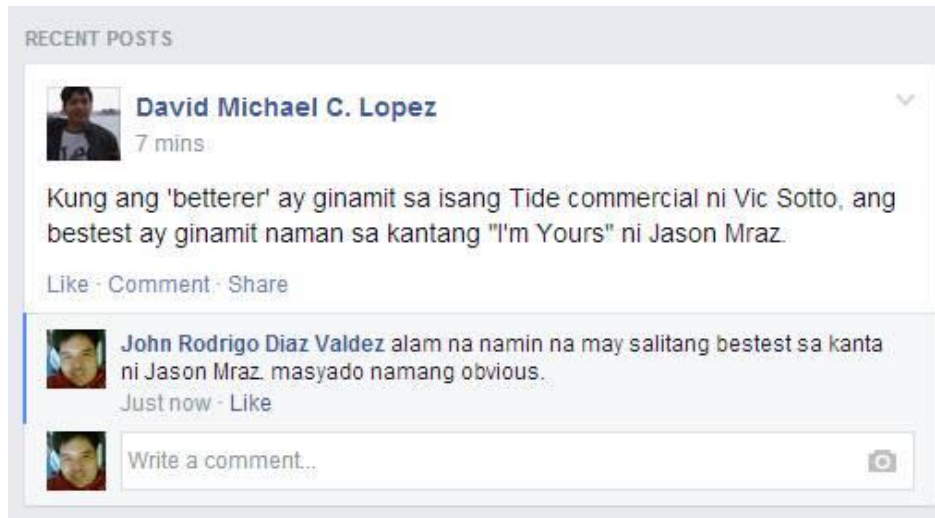 RECENT POSTS
David Michael C. Lopez
7 mins
Kung ang 'betterer' ay ginamit sa isang Tide commercial ni Vic Sotto, ang
bestest ay ginamit naman sa kantang "I'm Yours" ni Jason Mraz.
Like · Comment · Share
John Rodrigo Diaz Valdez alam na namin na may salitang bestest sa kanta
ni Jason Mraz. masyado namang obvious.
Just now · Like
Write a comment...